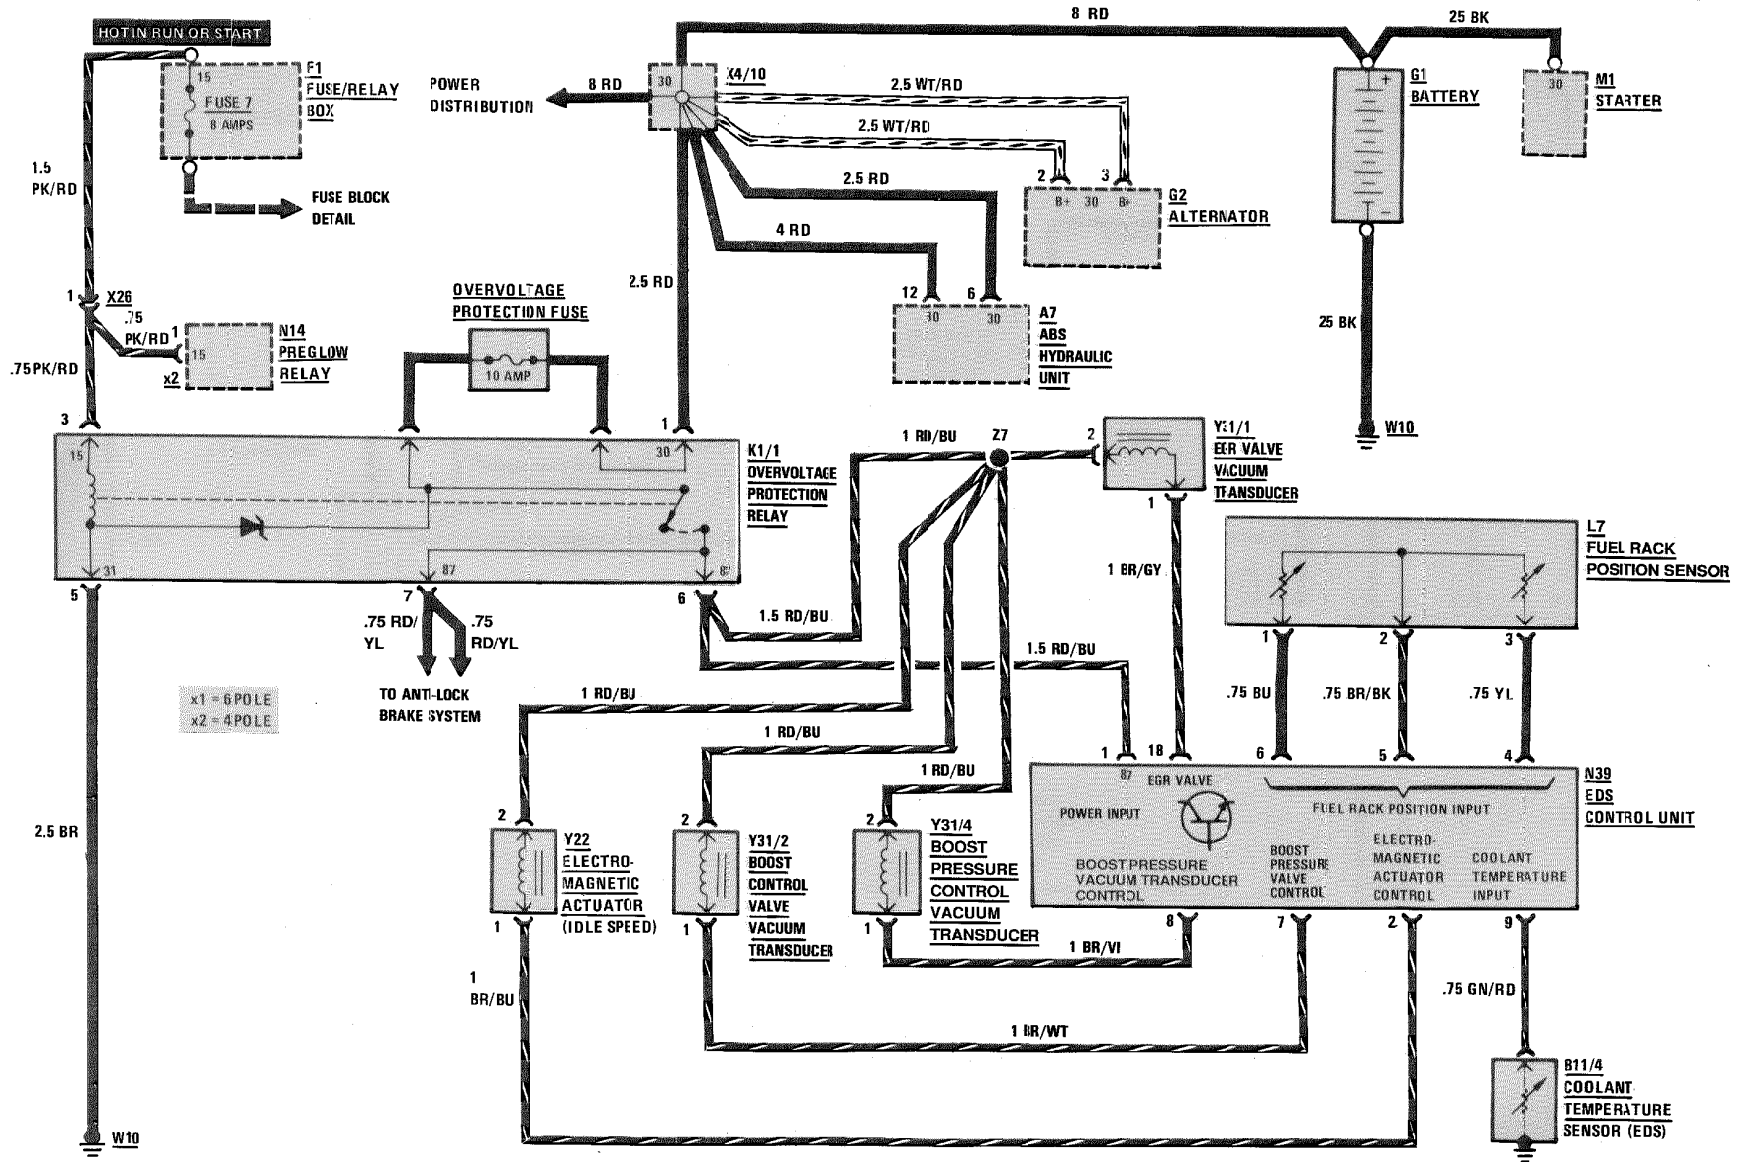 HOT IN RUN OR START
8 RD
25 BK
15
FUSE 7
8 AMPS
F1
FUSE/RELAY
BOX
POWER
DISTRIBUTION
8 RD
30
X4/10
2.5 WT/RD
2.5 WT/RD
+
-
G1
BATTERY
30
M1
STARTER
1.5
PK/RD
FUSE BLOCK
DETAIL
2.5 RD
4 RD
2
3
B+ 30 B+
G2
ALTERNATOR
2.5 RD
1
X26
.75
PK/RD
1
15
x2
N14
PREGLOW
RELAY
.75PK/RD
OVERVOLTAGE
PROTECTION FUSE
10 AMP
12
6
30
30
A7
ABS
HYDRAULIC
UNIT
25 BK
W10
3
1
15
30
31
87
K1/1
OVERVOLTAGE
PROTECTION
RELAY
1 RD/BU
Z7
2
1
Y31/1
EGR VALVE
VACUUM
TRANSDUCER
1 BR/GY
L7
FUEL RACK
POSITION SENSOR
5
7
6
.75 RD/
YL
.75
RD/YL
1.5 RD/BU
1.5 RD/BU
TO ANTI-LOCK
BRAKE SYSTEM
x1 = 6 POLE
x2 = 4 POLE
1
2
3
.75 BU
.75 BR/BK
.75 YL
1 RD/BU
1 RD/BU
1 RD/BU
1
18
6
5
4
87
EGR VALVE
POWER INPUT
FUEL RACK POSITION INPUT
BOOST PRESSURE
VACUUM TRANSDUCER
CONTROL
BOOST
PRESSURE
VALVE
CONTROL
ELECTRO-
MAGNETIC
ACTUATOR
CONTROL
COOLANT
TEMPERATURE
INPUT
N39
EDS
CONTROL UNIT
2.5 BR
2
Y22
ELECTRO-
MAGNETIC
ACTUATOR
(IDLE SPEED)
1
2
Y31/2
BOOST
CONTROL
VALVE
VACUUM
TRANSDUCER
1
2
Y31/4
BOOST
PRESSURE
CONTROL
VACUUM
TRANSDUCER
1
8
7
2
9
1 BR/VI
1
BR/BU
1 BR/WT
.75 GN/RD
W10
B11/4
COOLANT
TEMPERATURE
SENSOR (EDS)